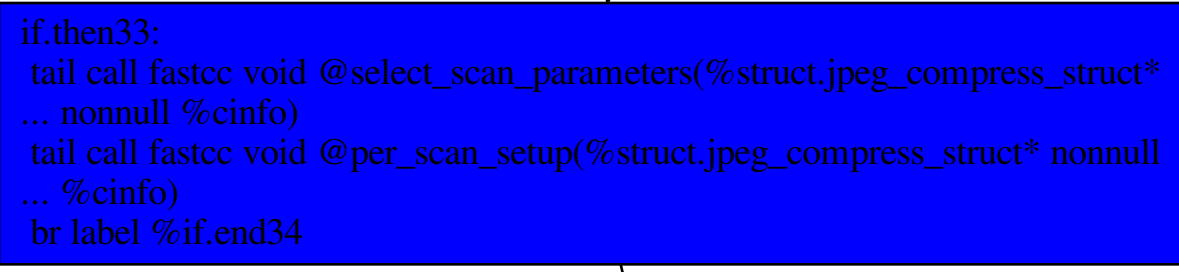 if.then33:
tail call fastcc void @select_scan_parameters(%struct.jpeg_compress_struct*
... nonnull %cinfo)
tail call fastcc void @per_scan_setup(%struct.jpeg_compress_struct* nonnull
... %cinfo)
br label %if.end34